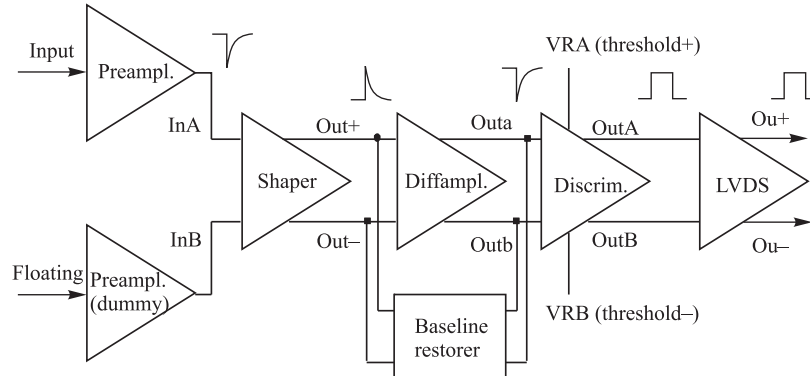 Input
Preampl.
InA
Out+
Outa
VRA (threshold+)
OutA
Ou+
Shaper
Diffampl.
Discrim.
LVDS
InB
Out–
Outb
OutB
Ou–
Floating
Preampl.
(dummy)
Baseline
restorer
VRB (threshold–)